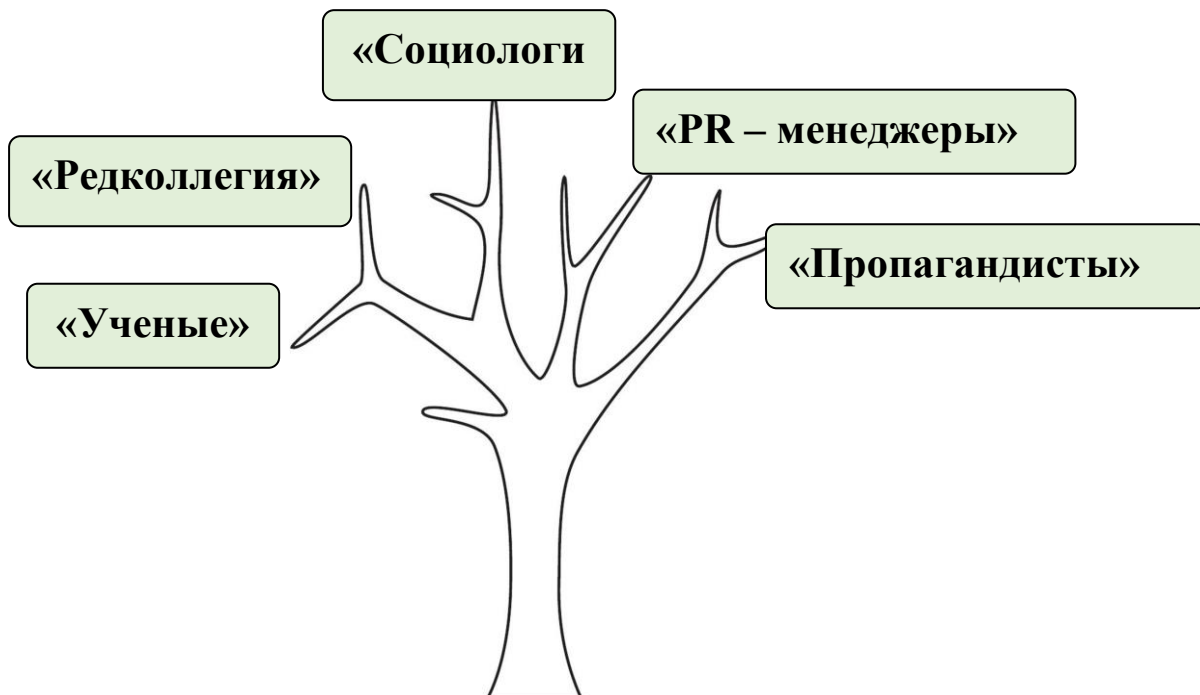 «Социологи
«PR – менеджеры»
«Редколлегия»
«Пропагандисты»
«Ученые»